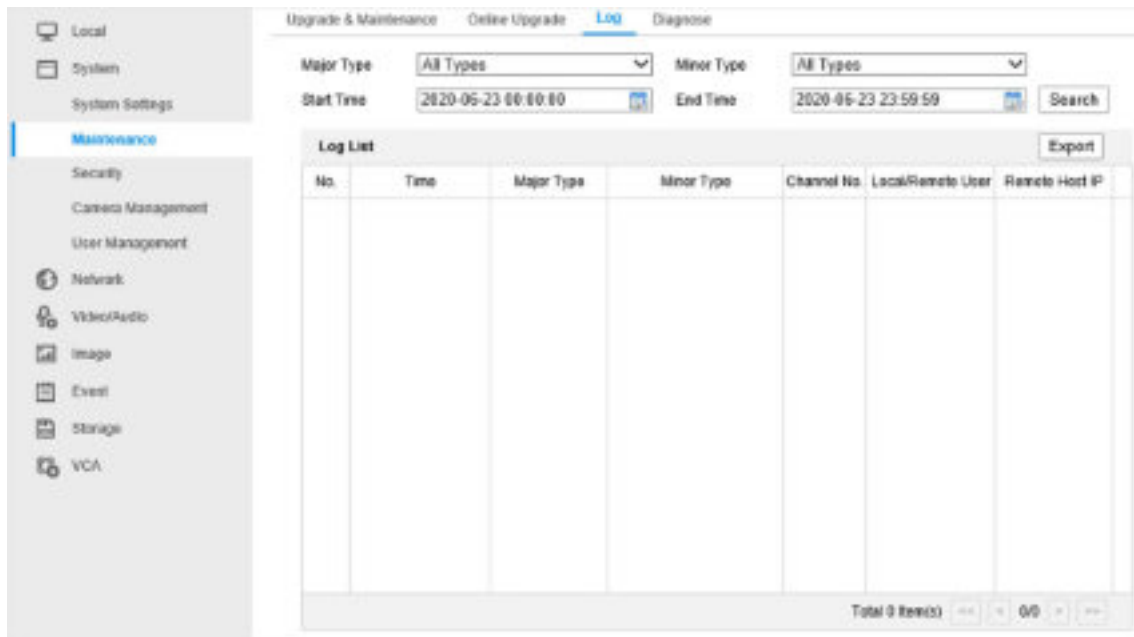 Local
System
System Settings
Maintenance
Security
Camera Management
User Management
Network
Video/Audio
Image
Event
Storage
VCA
Upgrade & Maintenance Online Upgrade Log Diagnose
Major Type All Types Minor Type All Types
Start Time 2020-06-23 00:00:00 End Time 2020-06-23 23:59:59 Search
Log List Export
No. Time Major Type Minor Type Channel No. Local/Remote User Remote Host IP
Total 0 Item(s) << < 0/0 > >>